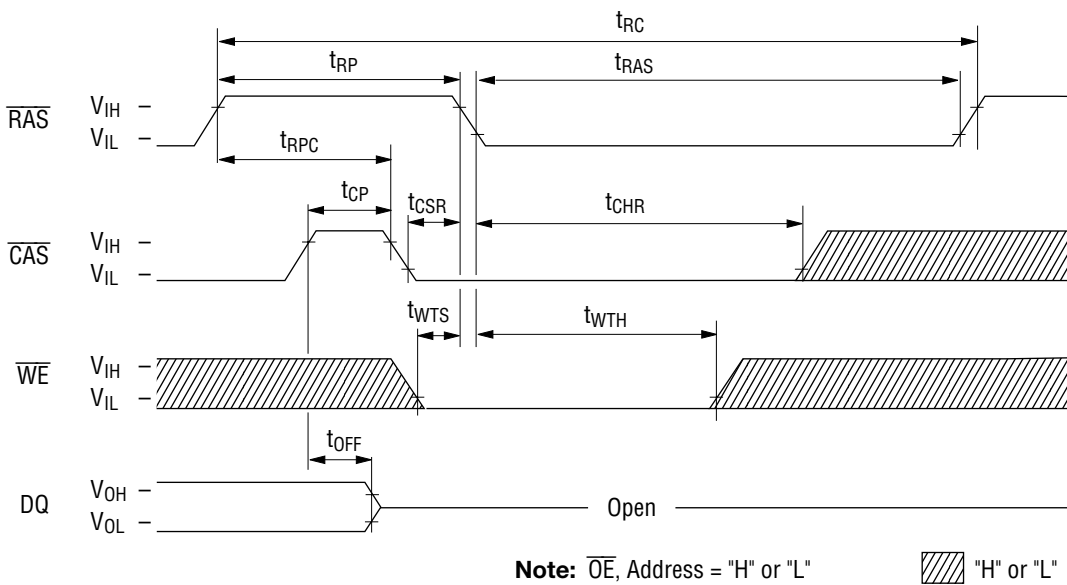 tRC
tRP
tRAS
RAS
VIH
VIL
tRPC
tCP
tCSR
tCHR
CAS
VIH
VIL
tWTS
tWTH
WE
VIH
VIL
tOFF
DQ
VOH
VOL
Open
Note: OE, Address = "H" or "L"
"H" or "L"